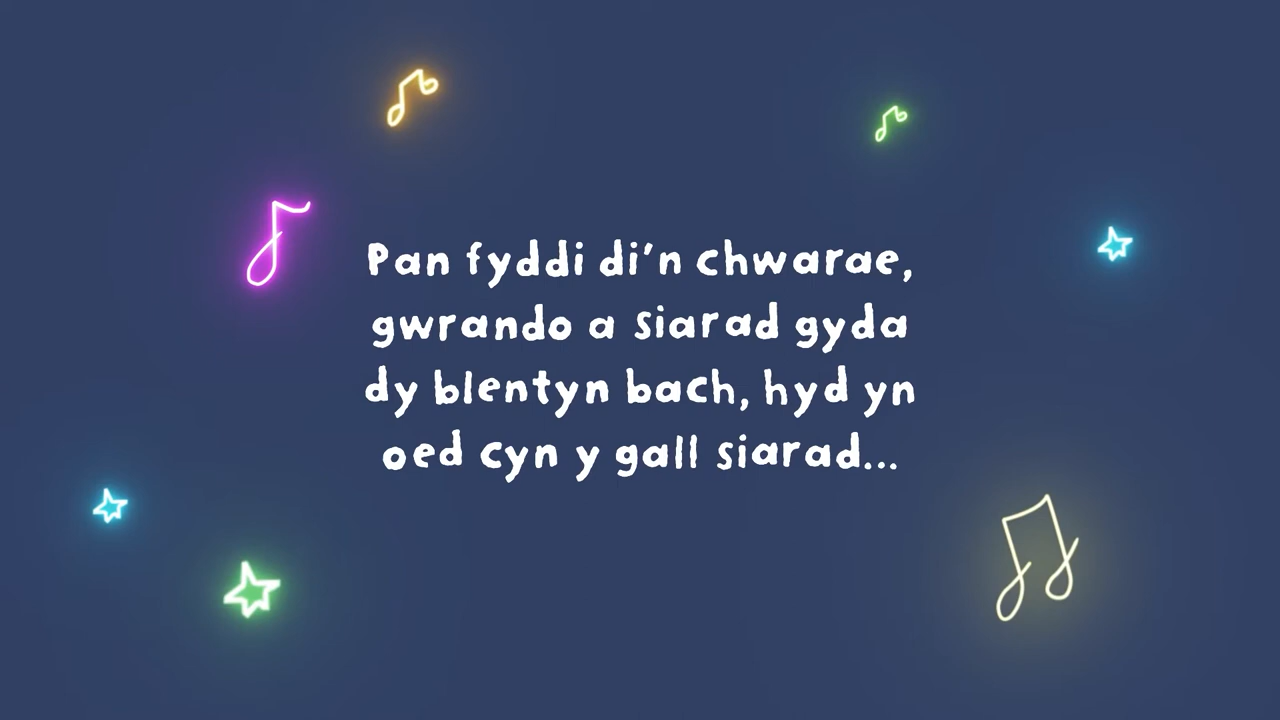 Pan fyddi di'n chwarae,
gwrando a siarad gyda
dy blentyn bach, hyd yn
oed cyn y gall siarad...